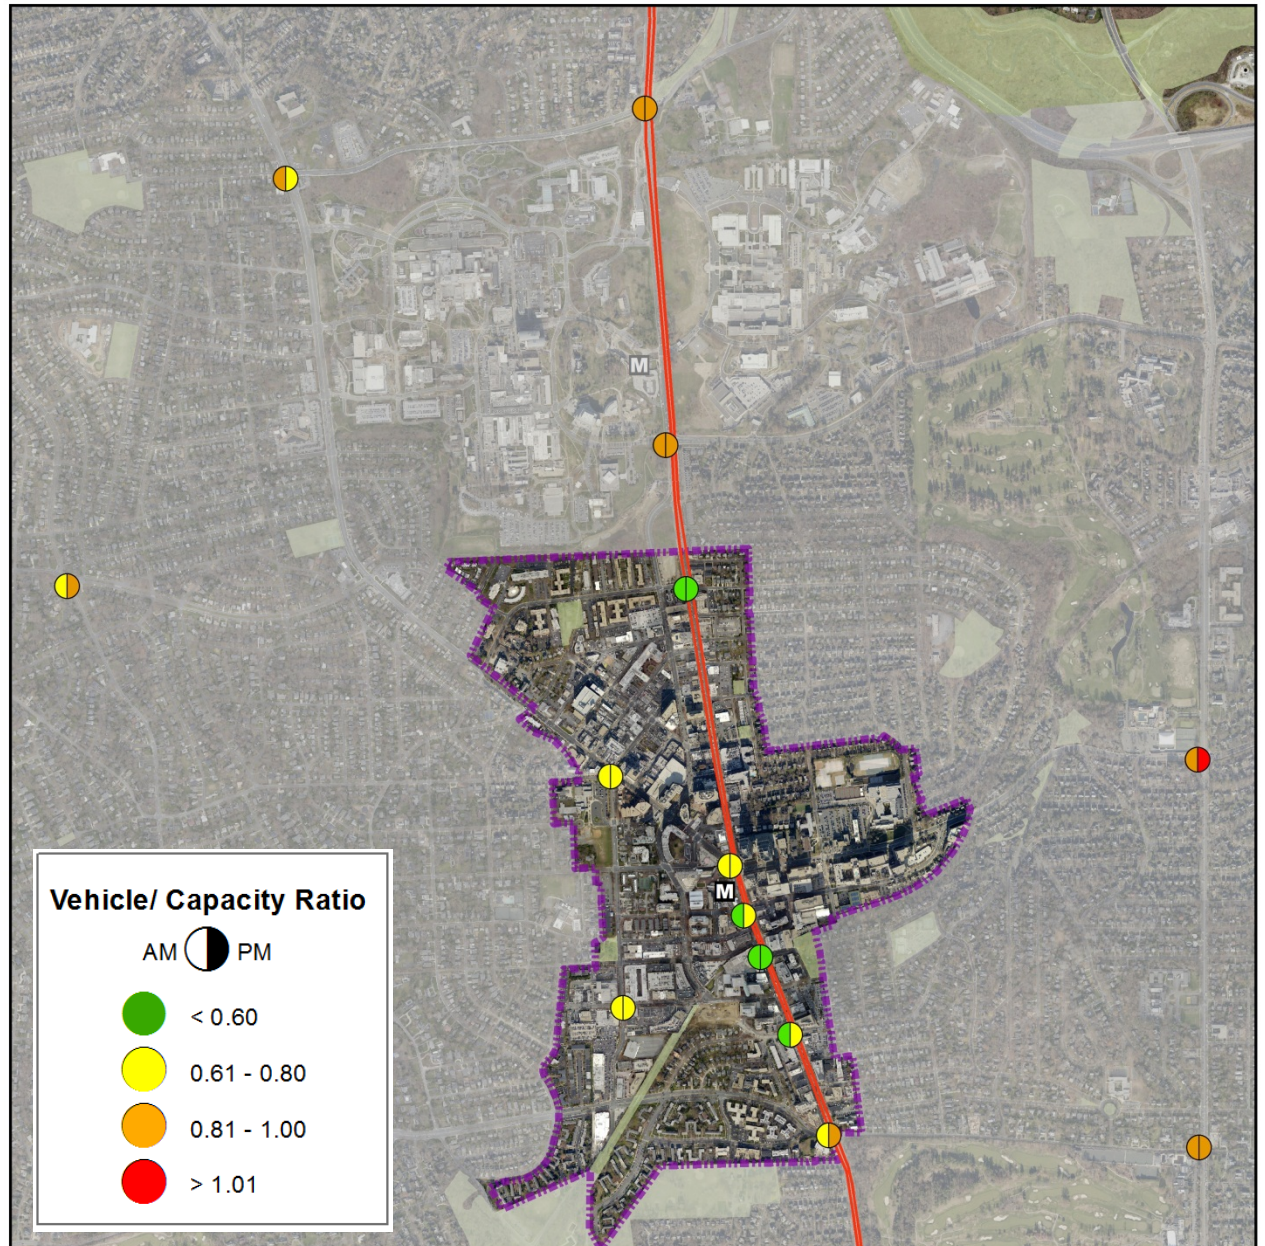 M
M
Vehicle/ Capacity Ratio
AM PM
< 0.60
0.61 - 0.80
0.81 - 1.00
> 1.01